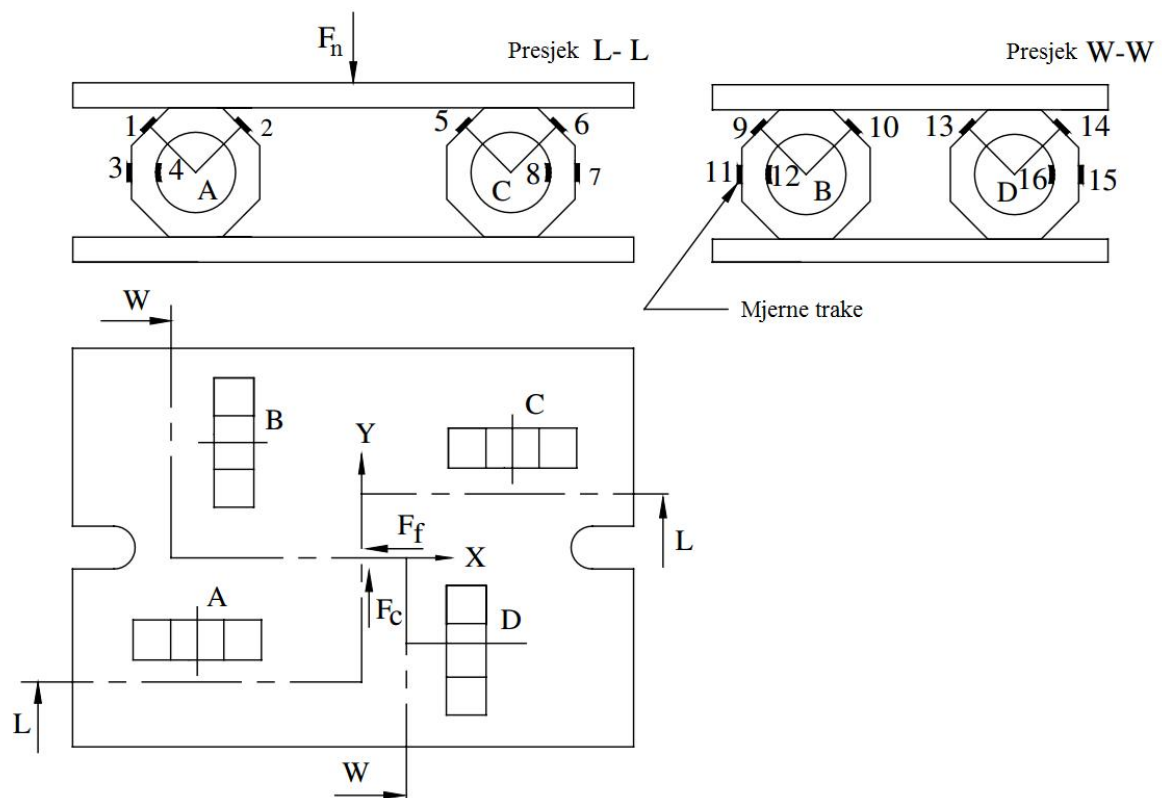 Fn
Presjek L- L
1 2 3 4 A
5 6 C 8 7
Presjek W-W
9 10 11 12 B
13 14 D 16 15
Mjerne trake
W
B
C
Y
Ff
X
L
A
Fc
D
L
W